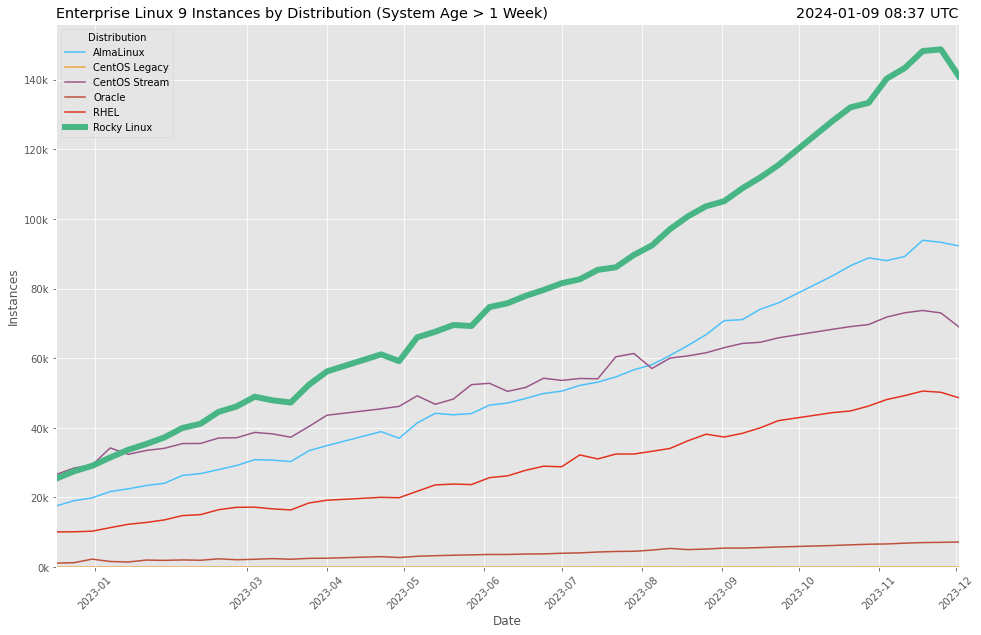 Enterprise Linux 9 Instances by Distribution (System Age > 1 Week)
2024-01-09 08:37 UTC
Distribution
AlmaLinux
CentOS Legacy
CentOS Stream
Oracle
RHEL
Rocky Linux
140k
120k
100k
80k
60k
40k
20k
0k
Instances
2023-01
2023-03
2023-04
2023-05
2023-06
2023-07
2023-08
2023-09
2023-10
2023-11
2023-12
Date